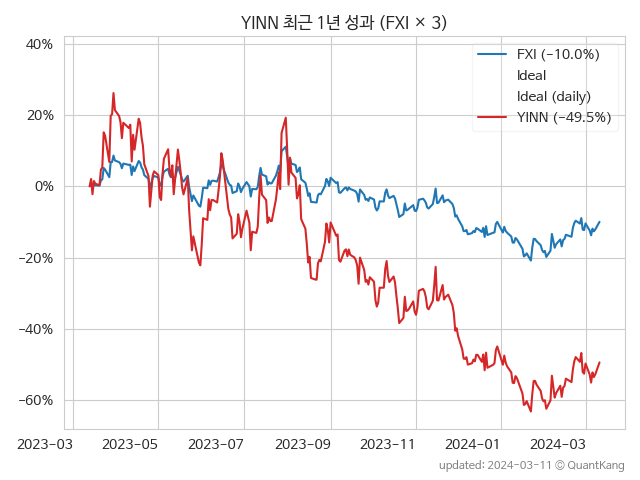 YINN 최근 1년 성과 (FXI × 3)
40%
20%
0%
−20%
−40%
−60%
FXI (−10.0%)
Ideal
Ideal (daily)
YINN (−49.5%)
2023-03
2023-05
2023-07
2023-09
2023-11
2024-01
2024-03
updated: 2024-03-11 © QuantKang